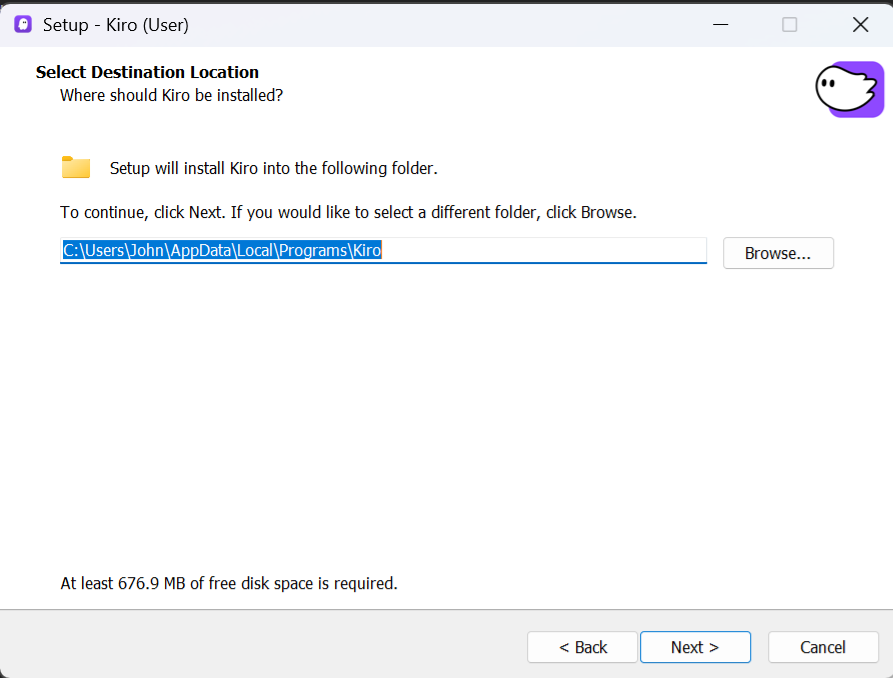 Setup - Kiro (User)
Select Destination Location
Where should Kiro be installed?
Setup will install Kiro into the following folder.
To continue, click Next. If you would like to select a different folder, click Browse.
C:\Users\John\AppData\Local\Programs\Kiro
Browse...
At least 676.9 MB of free disk space is required.
< Back
Next >
Cancel